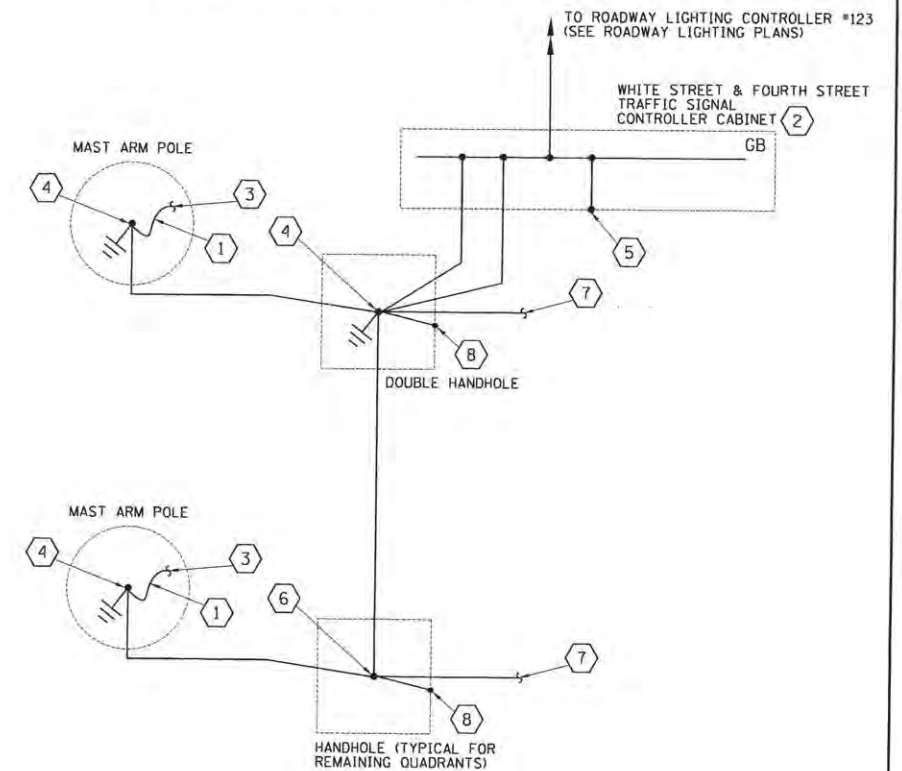 TO ROADWAY LIGHTING CONTROLLER #123
(SEE ROADWAY LIGHTING PLANS)
WHITE STREET & FOURTH STREET
TRAFFIC SIGNAL
CONTROLLER CABINET 2
GB
MAST ARM POLE
4
3
1
4
5
7
8
DOUBLE HANDHOLE
MAST ARM POLE
4
3
1
6
7
8
HANDHOLE (TYPICAL FOR
REMAINING QUADRANTS)